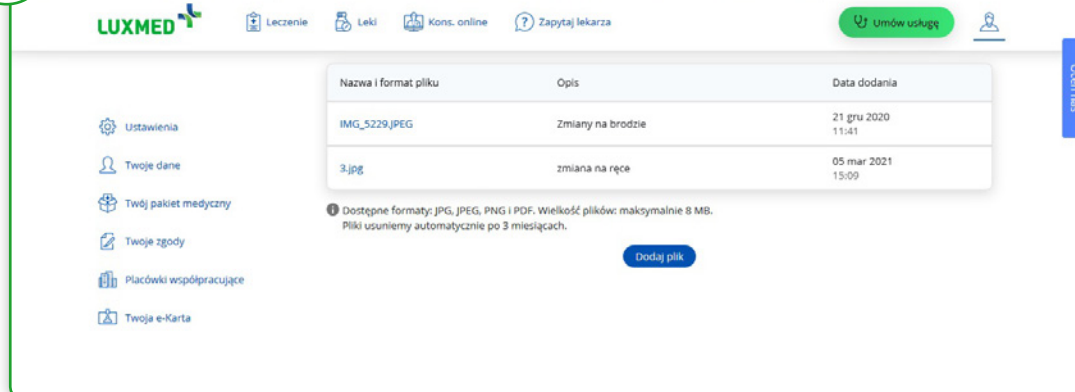 LUXMED
Leczenie
Leki
Kons. online
Zapytaj lekarza
Umów usługę
Oceń nas
Ustawienia
Twoje dane
Twój pakiet medyczny
Twoje zgody
Placówki współpracujące
Twoja e-Karta
Nazwa i format pliku Opis Data dodania
IMG_5229.JPEG Zmiany na brodzie 21 gru 2020
11:41
3.jpg zmiana na ręce 05 mar 2021
15:09
Dostępne formaty: JPG, JPEG, PNG i PDF. Wielkość plików: maksymalnie 8 MB.
Pliki usuniemy automatycznie po 3 miesiącach.
Dodaj plik